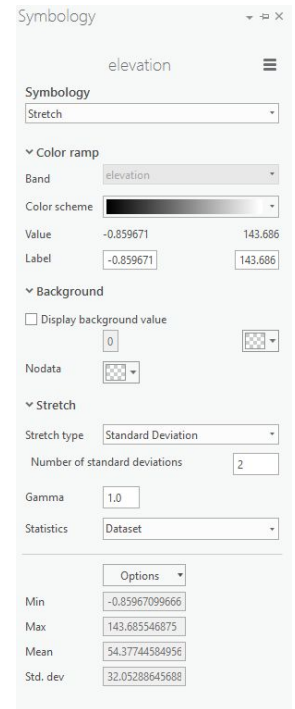 Symbology
elevation
Symbology
Stretch
Color ramp
Band elevation
Color scheme
Value -0.859671 143.686
Label -0.859671 143.686
Background
Display background value
0
Nodata
Stretch
Stretch type Standard Deviation
Number of standard deviations 2
Gamma 1.0
Statistics Dataset
Options
Min -0.85967099666
Max 143.685546875
Mean 54.37744584956
Std. dev 32.05288645688